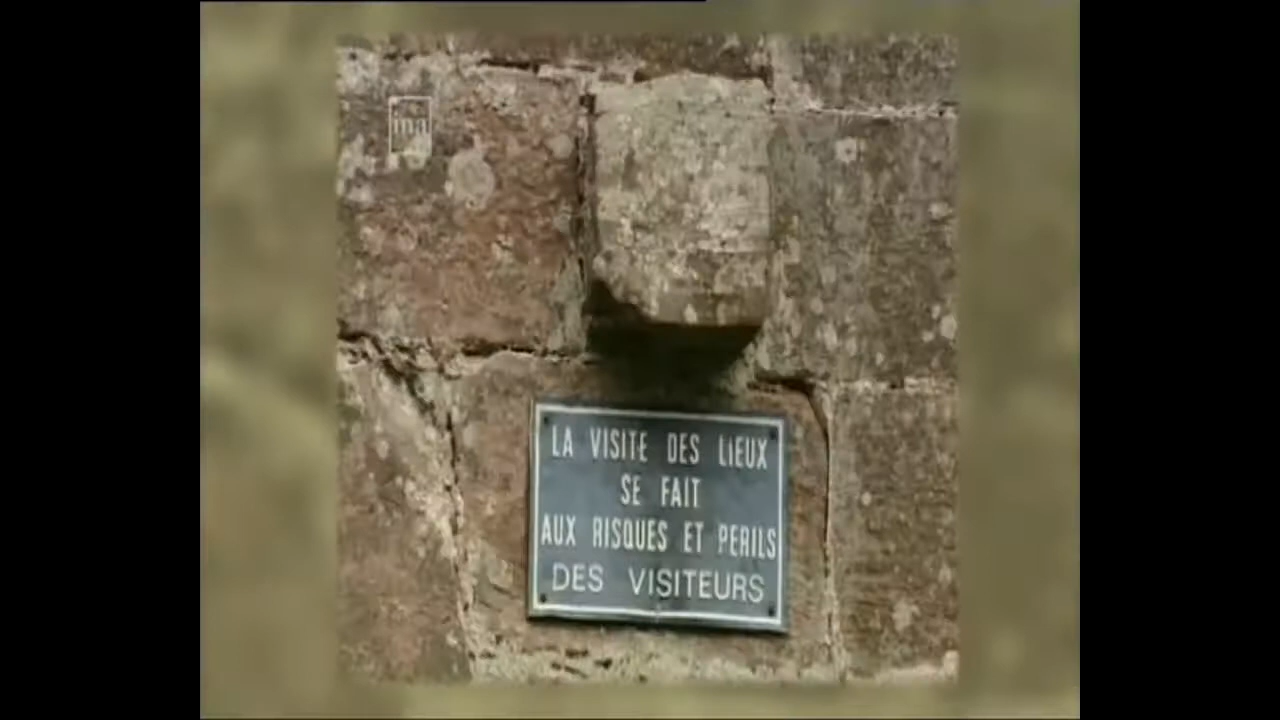 ina
LA VISITE DES LIEUX
SE FAIT
AUX RISQUES ET PERILS
DES VISITEURS